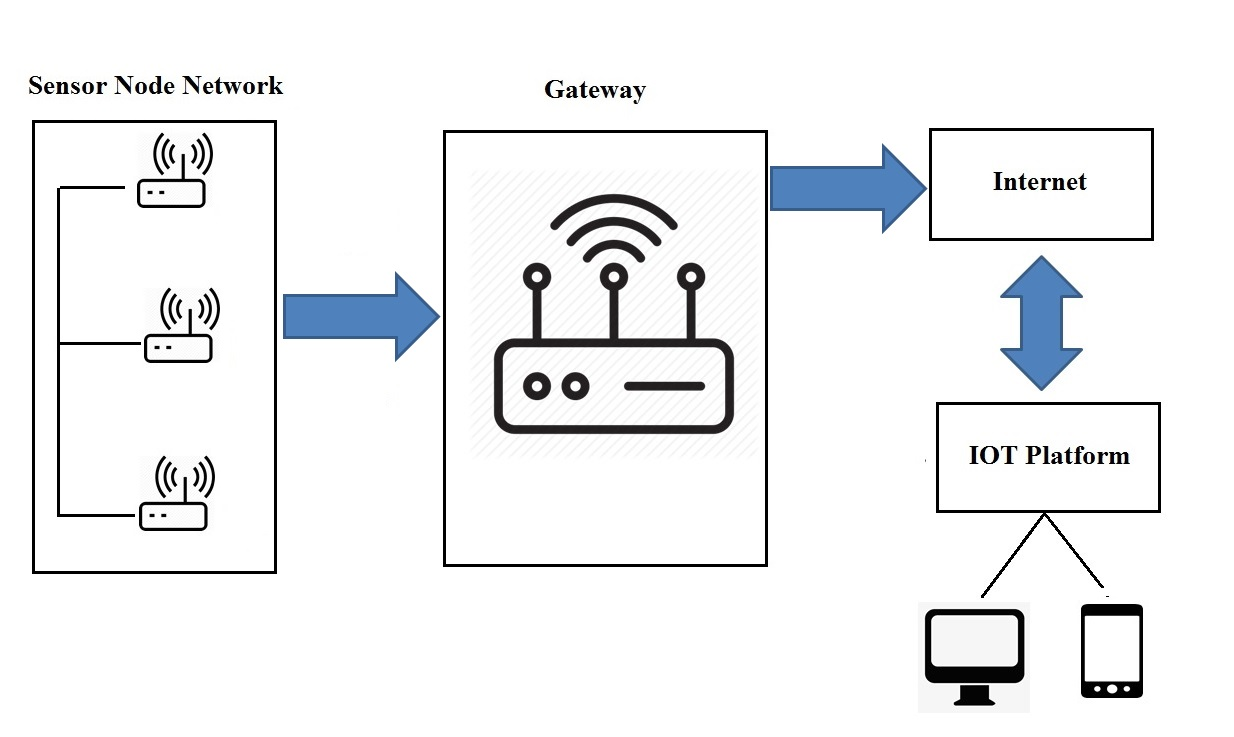 Sensor Node Network
Gateway
Internet
IOT Platform